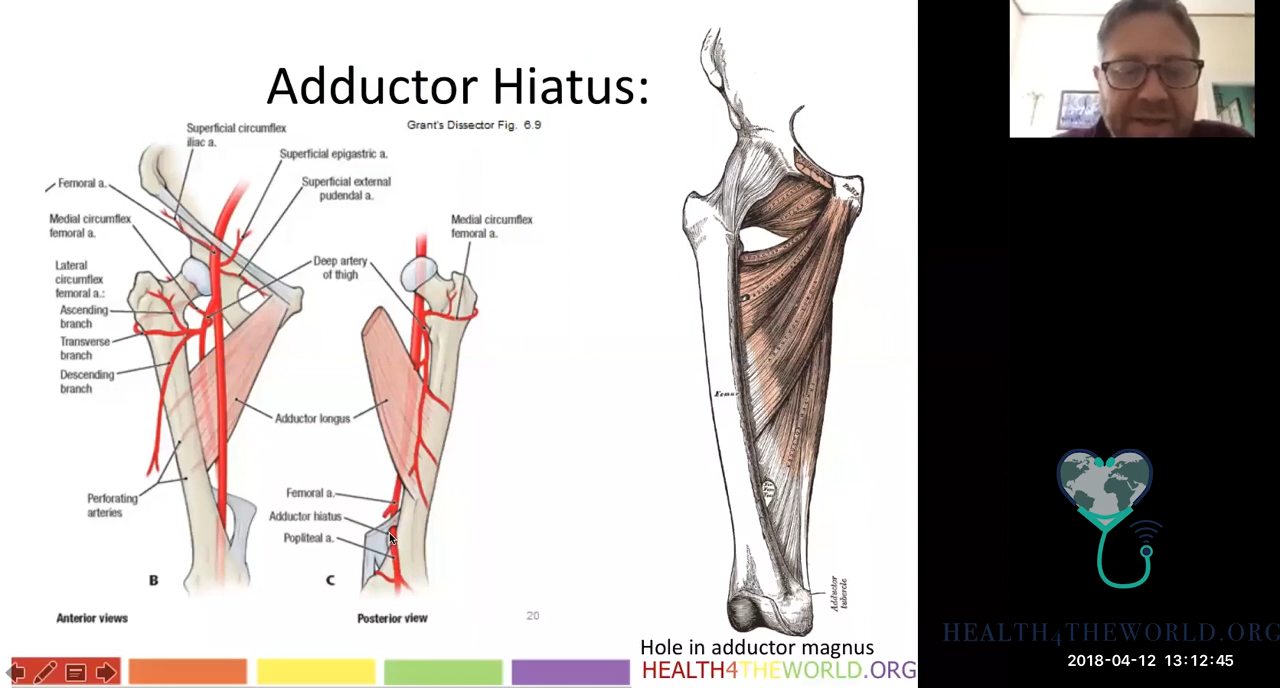 Adductor Hiatus:
Grant's Dissector Fig. 6.9
Superficial circumflex
iliac a.
Superficial epigastric a.
Femoral a.
Superficial external
pudendal a.
Medial circumflex
femoral a.
Medial circumflex
femoral a.
Lateral
circumflex
femoral a.:
Deep artery
of thigh
Ascending
branch
Transverse
branch
Descending
branch
Adductor longus
Perforating
arteries
Femoral a.
Adductor hiatus
Popliteal a.
B
C
Anterior views
Posterior view
20
Pubis
Femur
Adductor
tubercle
Hole in adductor magnus
HEALTH4THEWORLD.ORG
HEALTH4THEWORLD.ORG
2018-04-12 13:12:45